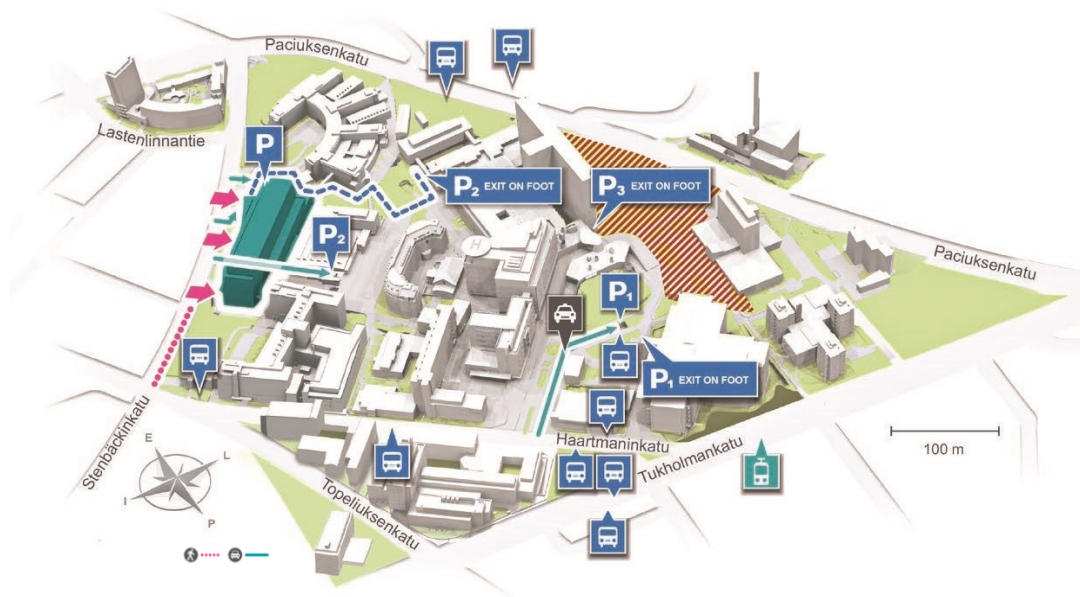 Paciuksenkatu
Lastenlinnantie
P
P2 EXIT ON FOOT
P3 EXIT ON FOOT
P2
H
Paciuksenkatu
P1
P1 EXIT ON FOOT
Stenbäckinkatu
Haartmaninkatu
Tukholmankatu
100 m
Topeliuksenkatu
E
L
I
P